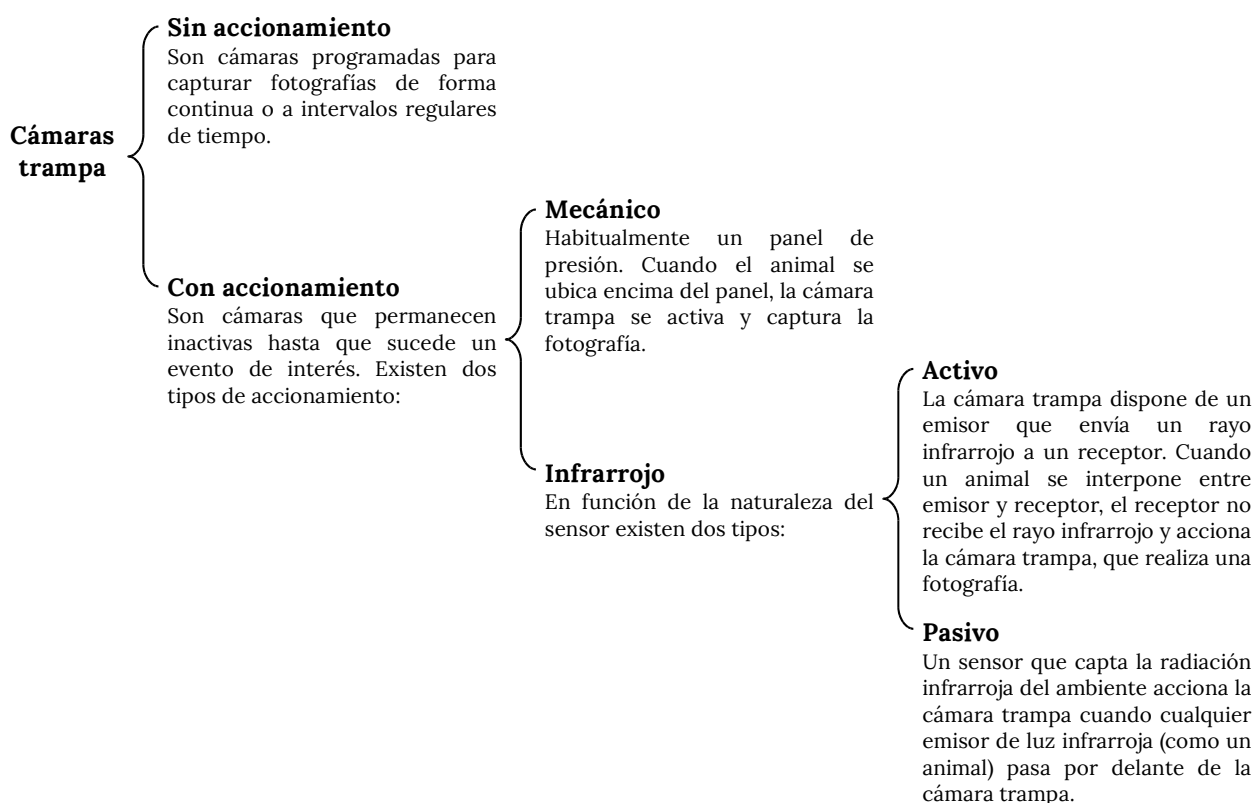 Cámaras
trampa
Sin accionamiento
Son cámaras programadas para
capturar fotografías de forma
continua o a intervalos regulares
de tiempo.
Con accionamiento
Son cámaras que permanecen
inactivas hasta que sucede un
evento de interés. Existen dos
tipos de accionamiento:
Mecánico
Habitualmente un panel de
presión. Cuando el animal se
ubica encima del panel, la cámara
trampa se activa y captura la
fotografía.
Infrarrojo
En función de la naturaleza del
sensor existen dos tipos:
Activo
La cámara trampa dispone de un
emisor que envía un rayo
infrarrojo a un receptor. Cuando
un animal se interpone entre
emisor y receptor, el receptor no
recibe el rayo infrarrojo y acciona
la cámara trampa, que realiza una
fotografía.
Pasivo
Un sensor que capta la radiación
infrarroja del ambiente acciona la
cámara trampa cuando cualquier
emisor de luz infrarroja (como un
animal) pasa por delante de la
cámara trampa.